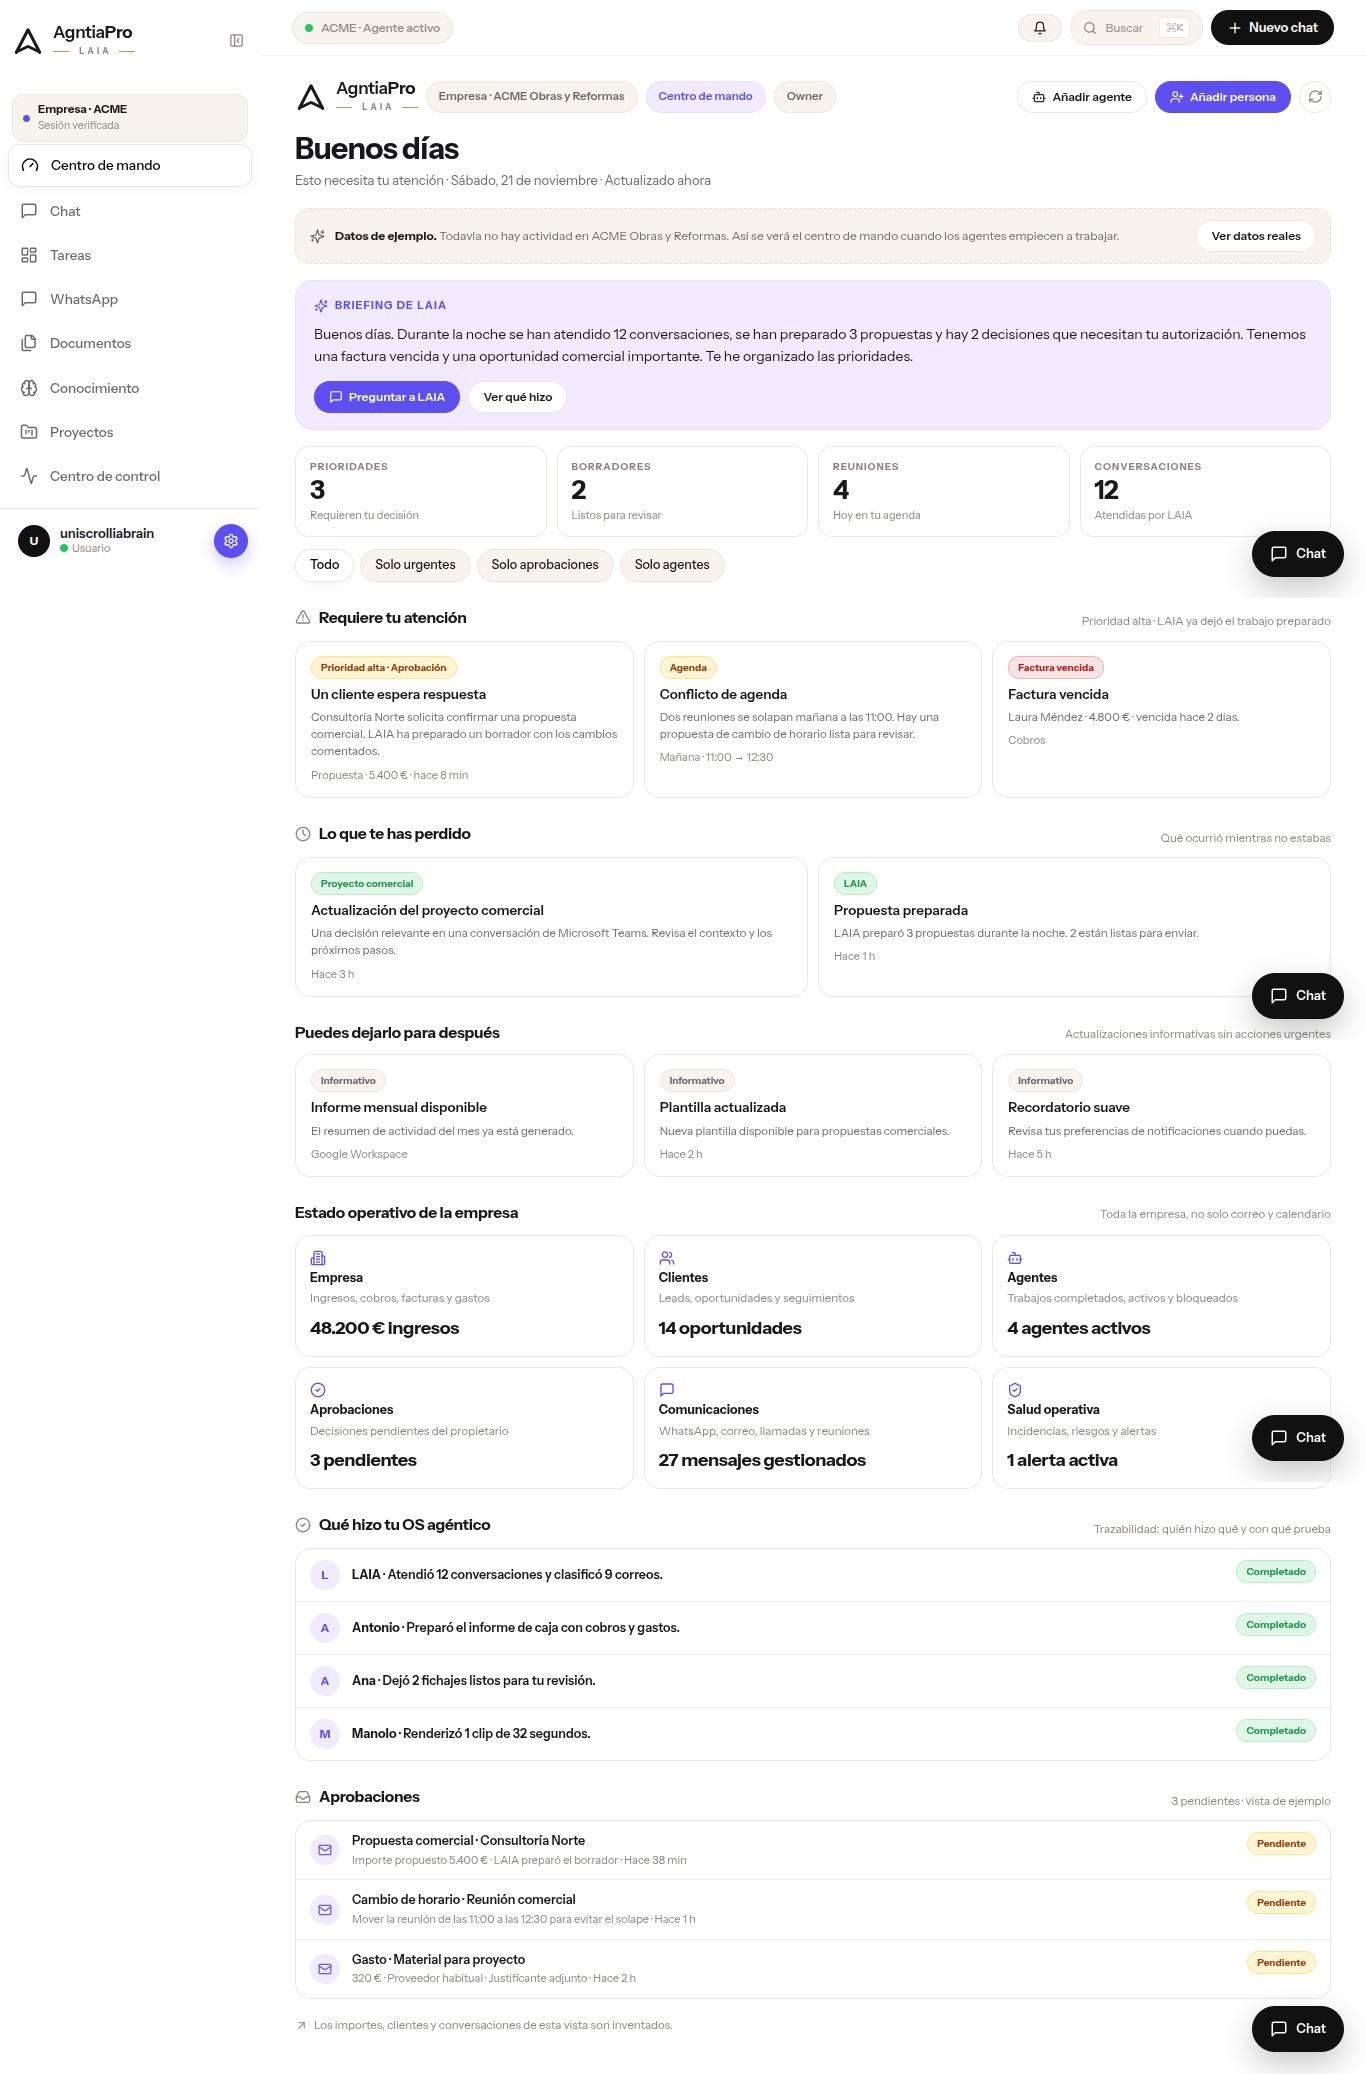 AgntiaPro
LAIA
Empresa · ACME
Sesión verificada
Centro de mando
Chat
Tareas
WhatsApp
Documentos
Conocimiento
Proyectos
Centro de control
U
uniscrolliabrain
Usuario
ACME · Agente activo
Buscar
⌘K
Nuevo chat
AgntiaPro
LAIA
Empresa · ACME Obras y Reformas
Centro de mando
Owner
Añadir agente
Añadir persona
Buenos días
Esto necesita tu atención · Sábado, 21 de noviembre · Actualizado ahora
Datos de ejemplo. Todavía no hay actividad en ACME Obras y Reformas. Así se verá el centro de mando cuando los agentes empiecen a trabajar.
Ver datos reales
BRIEFING DE LAIA
Buenos días. Durante la noche se han atendido 12 conversaciones, se han preparado 3 propuestas y hay 2 decisiones que necesitan tu autorización. Tenemos
una factura vencida y una oportunidad comercial importante. Te he organizado las prioridades.
Preguntar a LAIA
Ver qué hizo
PRIORIDADES
3
Requieren tu decisión
BORRADORES
2
Listos para revisar
REUNIONES
4
Hoy en tu agenda
CONVERSACIONES
12
Atendidas por LAIA
Todo
Solo urgentes
Solo aprobaciones
Solo agentes
Chat
Requiere tu atención
Prioridad alta · LAIA ya dejó el trabajo preparado
Prioridad alta · Aprobación
Un cliente espera respuesta
Consultoría Norte solicita confirmar una propuesta
comercial. LAIA ha preparado un borrador con los cambios
comentados.
Propuesta · 5.400 € · hace 8 min
Agenda
Conflicto de agenda
Dos reuniones se solapan mañana a las 11:00. Hay una
propuesta de cambio de horario lista para revisar.
Mañana · 11:00 → 12:30
Factura vencida
Factura vencida
Laura Méndez · 4.800 € · vencida hace 2 días.
Cobros
Lo que te has perdido
Qué ocurrió mientras no estabas
Proyecto comercial
Actualización del proyecto comercial
Una decisión relevante en una conversación de Microsoft Teams. Revisa el contexto y los
próximos pasos.
Hace 3 h
LAIA
Propuesta preparada
LAIA preparó 3 propuestas durante la noche. 2 están listas para enviar.
Hace 1 h
Chat
Puedes dejarlo para después
Actualizaciones informativas sin acciones urgentes
Informativo
Informe mensual disponible
El resumen de actividad del mes ya está generado.
Google Workspace
Informativo
Plantilla actualizada
Nueva plantilla disponible para propuestas comerciales.
Hace 2 h
Informativo
Recordatorio suave
Revisa tus preferencias de notificaciones cuando puedas.
Hace 5 h
Estado operativo de la empresa
Toda la empresa, no solo correo y calendario
Empresa
Ingresos, cobros, facturas y gastos
48.200 € ingresos
Clientes
Leads, oportunidades y seguimientos
14 oportunidades
Agentes
Trabajos completados, activos y bloqueados
4 agentes activos
Aprobaciones
Decisiones pendientes del propietario
3 pendientes
Comunicaciones
WhatsApp, correo, llamadas y reuniones
27 mensajes gestionados
Salud operativa
Incidencias, riesgos y alertas
1 alerta activa
Chat
Qué hizo tu OS agéntico
Trazabilidad: quién hizo qué y con qué prueba
L
LAIA · Atendió 12 conversaciones y clasificó 9 correos.
Completado
A
Antonio · Preparó el informe de caja con cobros y gastos.
Completado
A
Ana · Dejó 2 fichajes listos para tu revisión.
Completado
M
Manolo · Renderizó 1 clip de 32 segundos.
Completado
Aprobaciones
3 pendientes · vista de ejemplo
Propuesta comercial · Consultoría Norte
Importe propuesto 5.400 € · LAIA preparó el borrador · Hace 38 min
Pendiente
Cambio de horario · Reunión comercial
Mover la reunión de las 11:00 a las 12:30 para evitar el solape · Hace 1 h
Pendiente
Gasto · Material para proyecto
320 € · Proveedor habitual · Justificante adjunto · Hace 2 h
Pendiente
Los importes, clientes y conversaciones de esta vista son inventados.
Chat